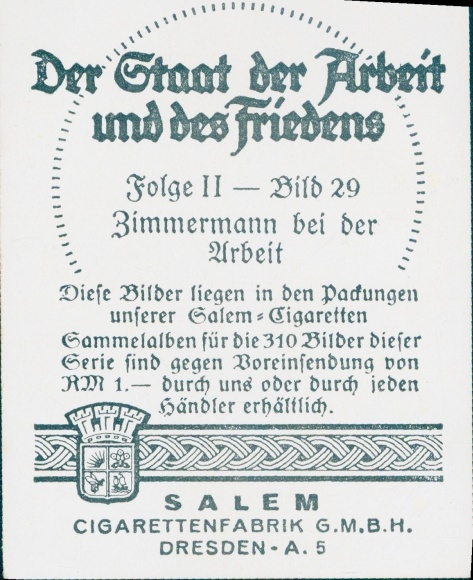 Der Staat der Arbeit
und des Friedens
Folge II — Bild 29
Zimmermann bei der
Arbeit
Diese Bilder liegen in den Packungen
unserer Salem-Cigaretten
Sammelalben für die 310 Bilder dieser
Serie sind gegen Voreinsendung von
RM 1.— durch uns oder durch jeden
Händler erhältlich.
SALEM
CIGARETTENFABRIK G.M.B.H.
DRESDEN-A. 5